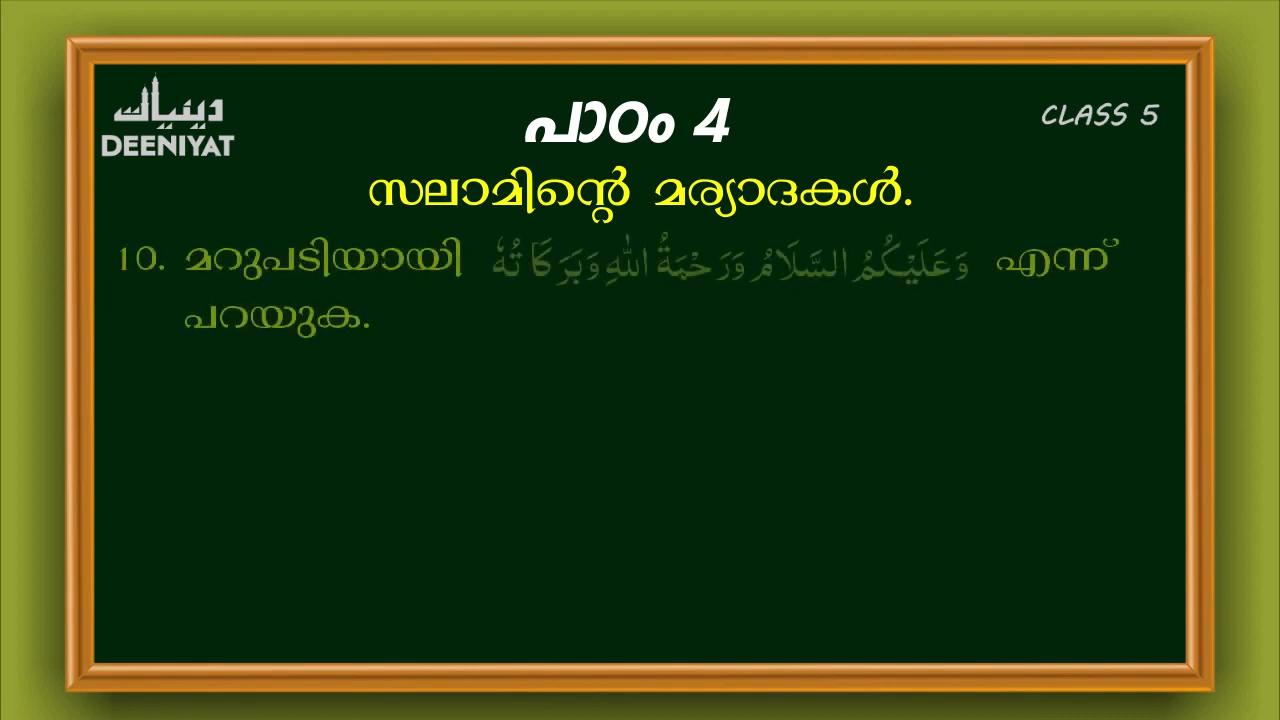 دینیات
DEENIYAT
പാഠം 4
CLASS 5
സലാമിന്റെ മര്യാദകൾ.
10. മറുപടിയായി وَعَلَيْكُمُ السَّلَامُ وَرَحْمَةُ اللهِ وَبَرَكَاتُهٗ എന്ന്
പറയുക.